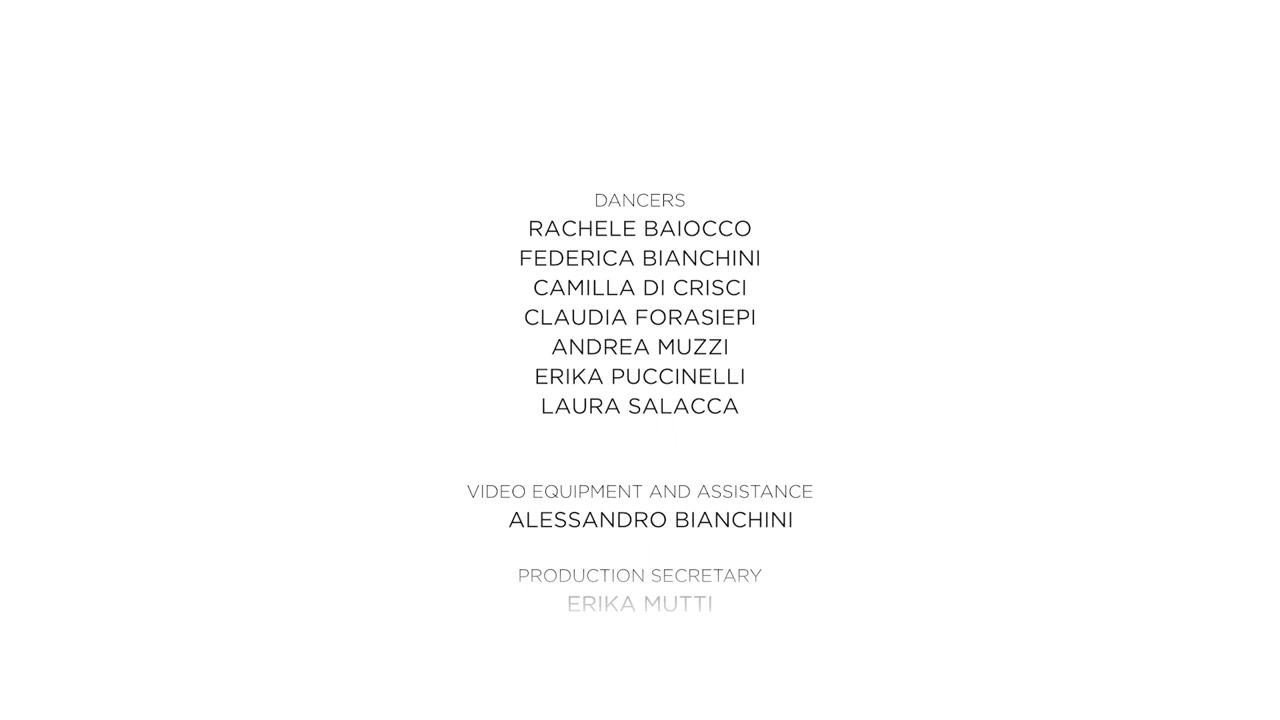 DANCERS
RACHELE BAIOCCO
FEDERICA BIANCHINI
CAMILLA DI CRISCI
CLAUDIA FORASIEPI
ANDREA MUZZI
ERIKA PUCCINELLI
LAURA SALACCA
VIDEO EQUIPMENT AND ASSISTANCE
ALESSANDRO BIANCHINI
PRODUCTION SECRETARY
ERIKA MUTTI